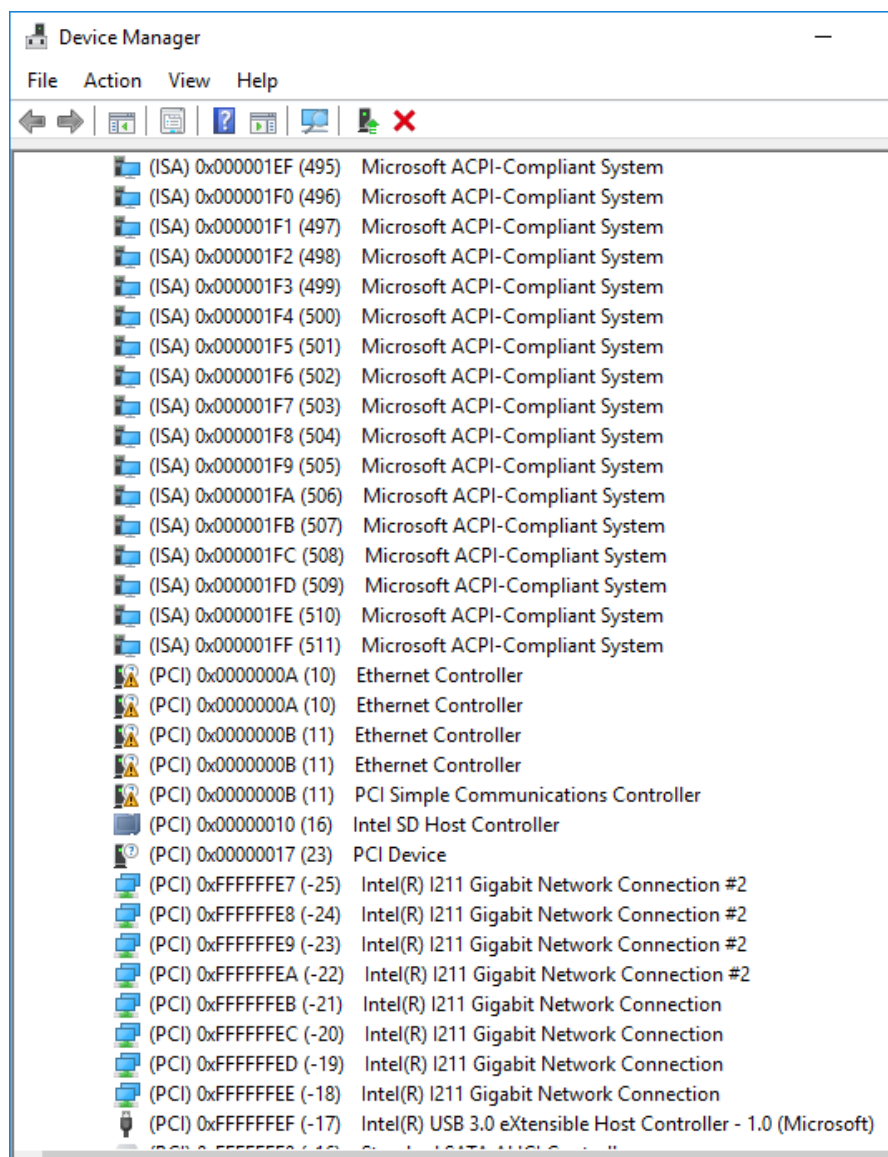 Device Manager
File Action View Help
(ISA) 0x000001EF (495) Microsoft ACPI-Compliant System
(ISA) 0x000001F0 (496) Microsoft ACPI-Compliant System
(ISA) 0x000001F1 (497) Microsoft ACPI-Compliant System
(ISA) 0x000001F2 (498) Microsoft ACPI-Compliant System
(ISA) 0x000001F3 (499) Microsoft ACPI-Compliant System
(ISA) 0x000001F4 (500) Microsoft ACPI-Compliant System
(ISA) 0x000001F5 (501) Microsoft ACPI-Compliant System
(ISA) 0x000001F6 (502) Microsoft ACPI-Compliant System
(ISA) 0x000001F7 (503) Microsoft ACPI-Compliant System
(ISA) 0x000001F8 (504) Microsoft ACPI-Compliant System
(ISA) 0x000001F9 (505) Microsoft ACPI-Compliant System
(ISA) 0x000001FA (506) Microsoft ACPI-Compliant System
(ISA) 0x000001FB (507) Microsoft ACPI-Compliant System
(ISA) 0x000001FC (508) Microsoft ACPI-Compliant System
(ISA) 0x000001FD (509) Microsoft ACPI-Compliant System
(ISA) 0x000001FE (510) Microsoft ACPI-Compliant System
(ISA) 0x000001FF (511) Microsoft ACPI-Compliant System
(PCI) 0x0000000A (10) Ethernet Controller
(PCI) 0x0000000A (10) Ethernet Controller
(PCI) 0x0000000B (11) Ethernet Controller
(PCI) 0x0000000B (11) Ethernet Controller
(PCI) 0x0000000B (11) PCI Simple Communications Controller
(PCI) 0x00000010 (16) Intel SD Host Controller
(PCI) 0x00000017 (23) PCI Device
(PCI) 0xFFFFFFE7 (-25) Intel(R) I211 Gigabit Network Connection #2
(PCI) 0xFFFFFFE8 (-24) Intel(R) I211 Gigabit Network Connection #2
(PCI) 0xFFFFFFE9 (-23) Intel(R) I211 Gigabit Network Connection #2
(PCI) 0xFFFFFFEA (-22) Intel(R) I211 Gigabit Network Connection #2
(PCI) 0xFFFFFFEB (-21) Intel(R) I211 Gigabit Network Connection
(PCI) 0xFFFFFFEC (-20) Intel(R) I211 Gigabit Network Connection
(PCI) 0xFFFFFFED (-19) Intel(R) I211 Gigabit Network Connection
(PCI) 0xFFFFFFEE (-18) Intel(R) I211 Gigabit Network Connection
(PCI) 0xFFFFFFEF (-17) Intel(R) USB 3.0 eXtensible Host Controller - 1.0 (Microsoft)